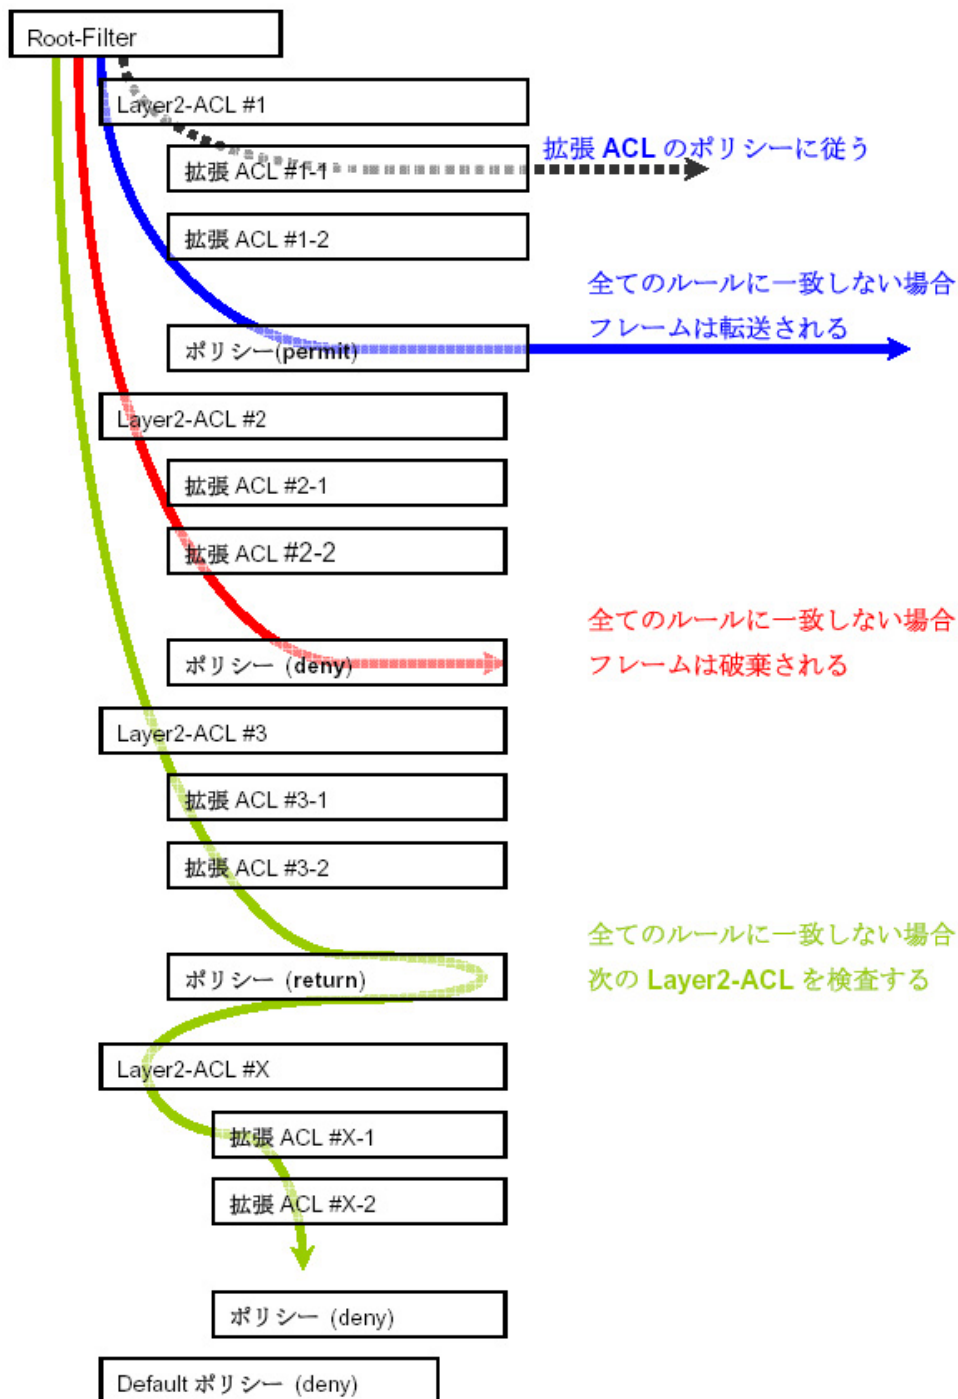 Root-Filter
Layer2-ACL #1
拡張 ACL #1-1
拡張 ACL のポリシーに従う
拡張 ACL #1-2
全てのルールに一致しない場合
フレームは転送される
ポリシー(permit)
Layer2-ACL #2
拡張 ACL #2-1
拡張 ACL #2-2
全てのルールに一致しない場合
フレームは破棄される
ポリシー (deny)
Layer2-ACL #3
拡張 ACL #3-1
拡張 ACL #3-2
全てのルールに一致しない場合
次の Layer2-ACL を検査する
ポリシー (return)
Layer2-ACL #X
拡張 ACL #X-1
拡張 ACL #X-2
ポリシー (deny)
Default ポリシー (deny)